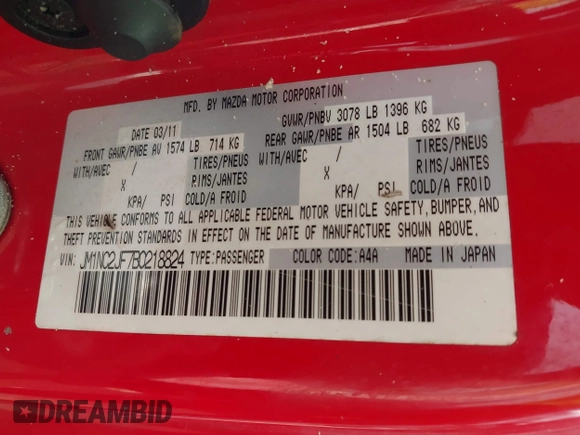 MFD. BY MAZDA MOTOR CORPORATION
DATE 03/11 GVWR/PNBV 3078 LB 1396 KG
FRONT GAWR/PNBE AV 1574 LB 714 KG REAR GAWR/PNBE AR 1504 LB 682 KG
WITH/AVEC / TIRES/PNEUS WITH/AVEC / TIRES/PNEUS
X RIMS/JANTES X RIMS/JANTES
KPA/ PSI COLD/A FROID KPA/ PSI COLD/A FROID
THIS VEHICLE CONFORMS TO ALL APPLICABLE FEDERAL MOTOR VEHICLE SAFETY, BUMPER, AND
THEFT PREVENTION STANDARDS IN EFFECT ON THE DATE OF MANUFACTURE SHOWN ABOVE.
VIN: JM1NC2JF7B0218824 TYPE: PASSENGER COLOR CODE: A4A MADE IN JAPAN
DREAMBID